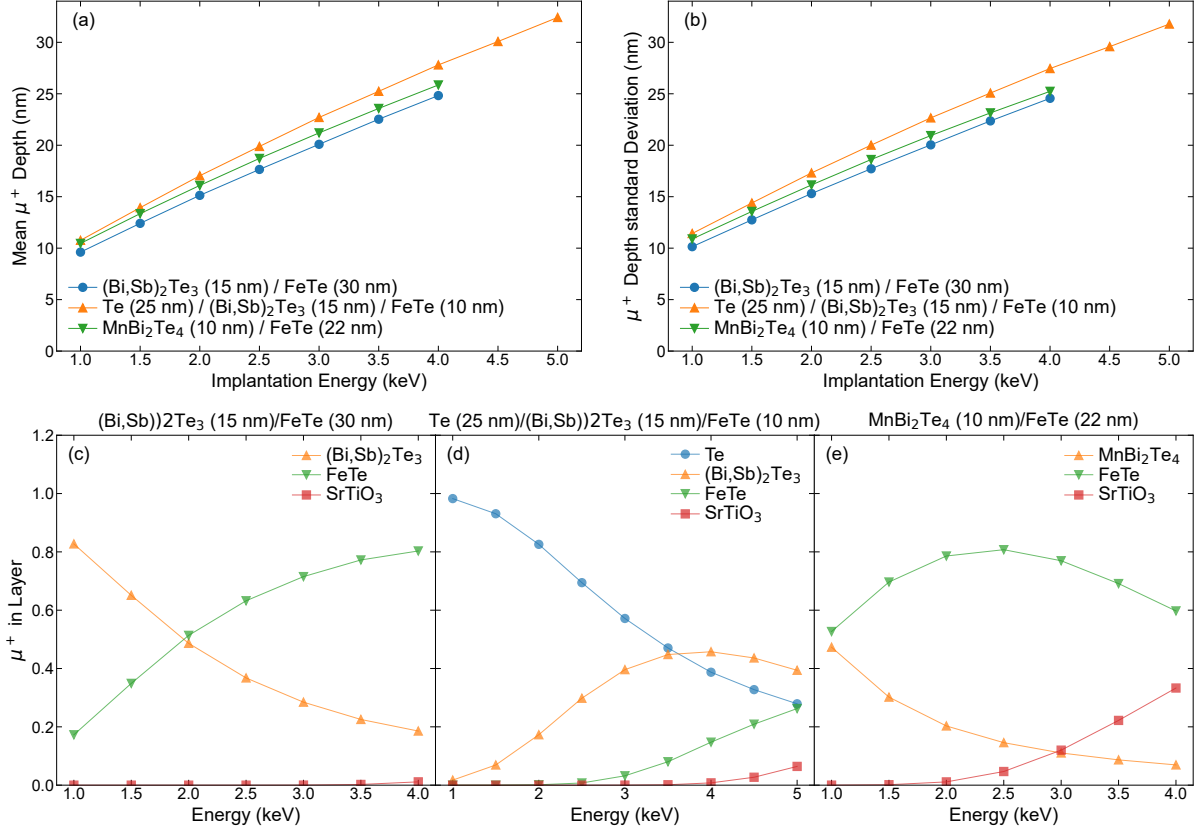 (a)
Mean μ⁺ Depth (nm)
30
25
20
15
10
5
0
(Bi,Sb)₂Te₃ (15 nm) / FeTe (30 nm)
Te (25 nm) / (Bi,Sb)₂Te₃ (15 nm) / FeTe (10 nm)
MnBi₂Te₄ (10 nm) / FeTe (22 nm)
1.0 1.5 2.0 2.5 3.0 3.5 4.0 4.5 5.0
Implantation Energy (keV)
(b)
μ⁺ Depth standard Deviation (nm)
30
25
20
15
10
5
0
(Bi,Sb)₂Te₃ (15 nm) / FeTe (30 nm)
Te (25 nm) / (Bi,Sb)₂Te₃ (15 nm) / FeTe (10 nm)
MnBi₂Te₄ (10 nm) / FeTe (22 nm)
1.0 1.5 2.0 2.5 3.0 3.5 4.0 4.5 5.0
Implantation Energy (keV)
(Bi,Sb))2Te₃ (15 nm)/FeTe (30 nm)
(c)
μ⁺ in Layer
1.2
1.0
0.8
0.6
0.4
0.2
0.0
(Bi,Sb)₂Te₃
FeTe
SrTiO₃
1.0 1.5 2.0 2.5 3.0 3.5 4.0
Energy (keV)
Te (25 nm)/(Bi,Sb))2Te₃ (15 nm)/FeTe (10 nm)
(d)
Te
(Bi,Sb)₂Te₃
FeTe
SrTiO₃
1 2 3 4 5
Energy (keV)
MnBi₂Te₄ (10 nm)/FeTe (22 nm)
(e)
MnBi₂Te₄
FeTe
SrTiO₃
1.0 1.5 2.0 2.5 3.0 3.5 4.0
Energy (keV)